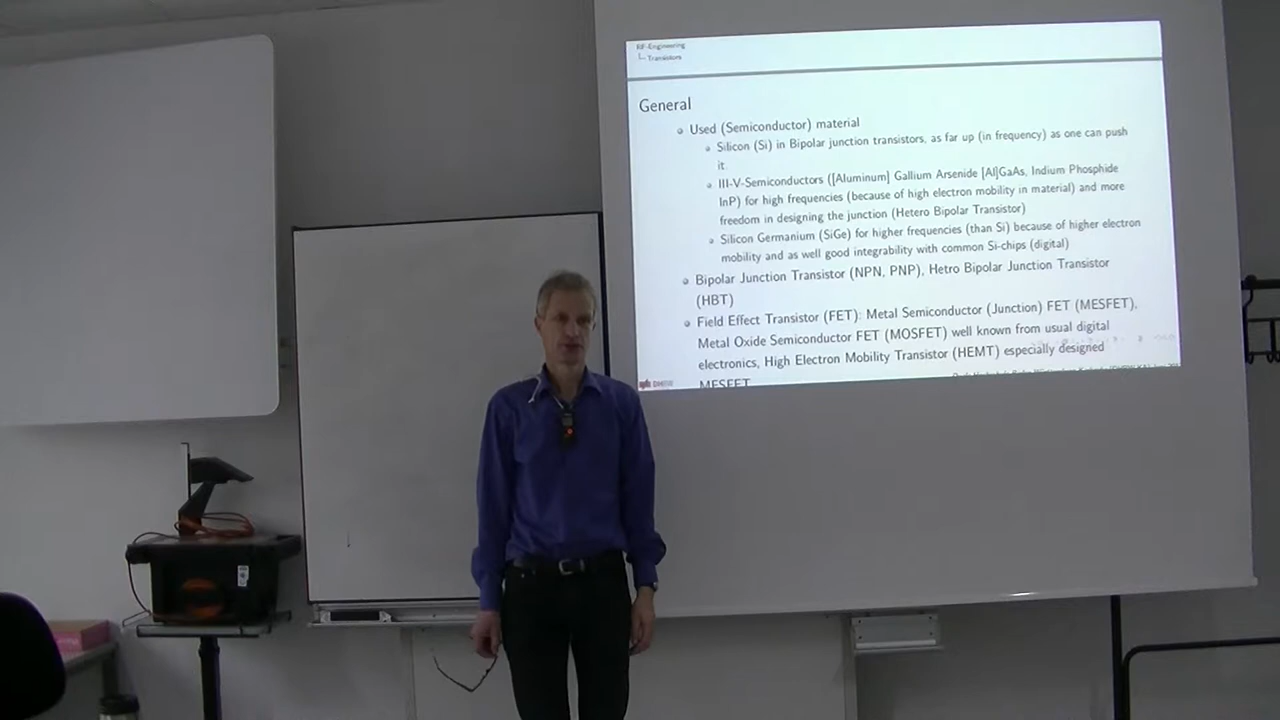 RF-Engineering
Transistors
General
Used (Semiconductor) material
Silicon (Si) in Bipolar junction transistors, as far up (in frequency) as one can push
it
III-V-Semiconductors ([Aluminum] Gallium Arsenide [Al]GaAs, Indium Phosphide
InP) for high frequencies (because of high electron mobility in material) and more
freedom in designing the junction (Hetero Bipolar Transistor)
Silicon Germanium (SiGe) for higher frequencies (than Si) because of higher electron
mobility and as well good integrability with common Si-chips (digital)
Bipolar Junction Transistor (NPN, PNP), Hetro Bipolar Junction Transistor
(HBT)
Field Effect Transistor (FET): Metal Semiconductor (Junction) FET (MESFET),
Metal Oxide Semiconductor FET (MOSFET) well known from usual digital
electronics, High Electron Mobility Transistor (HEMT) especially designed
MESFET